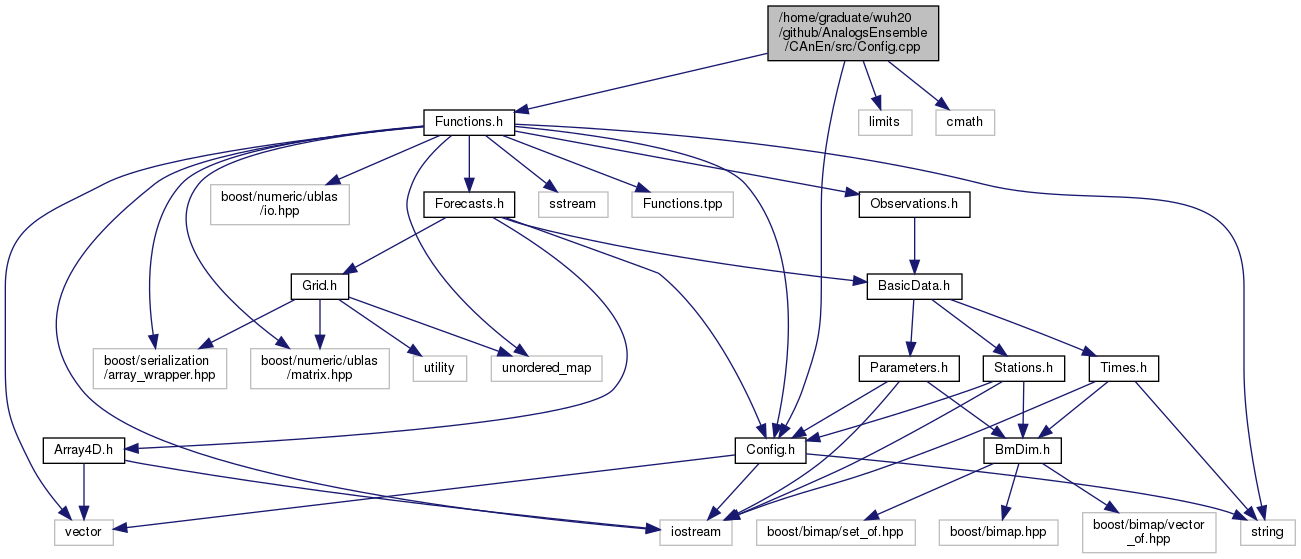 /home/graduate/wuh20
/github/AnalogsEnsemble
/CAnEn/src/Config.cpp
Functions.h
limits
cmath
boost/numeric/ublas
/io.hpp
Forecasts.h
sstream
Functions.tpp
Observations.h
Grid.h
BasicData.h
boost/serialization
/array_wrapper.hpp
boost/numeric/ublas
/matrix.hpp
utility
unordered_map
Parameters.h
Stations.h
Times.h
Array4D.h
Config.h
BmDim.h
vector
iostream
boost/bimap/set_of.hpp
boost/bimap.hpp
boost/bimap/vector
_of.hpp
string